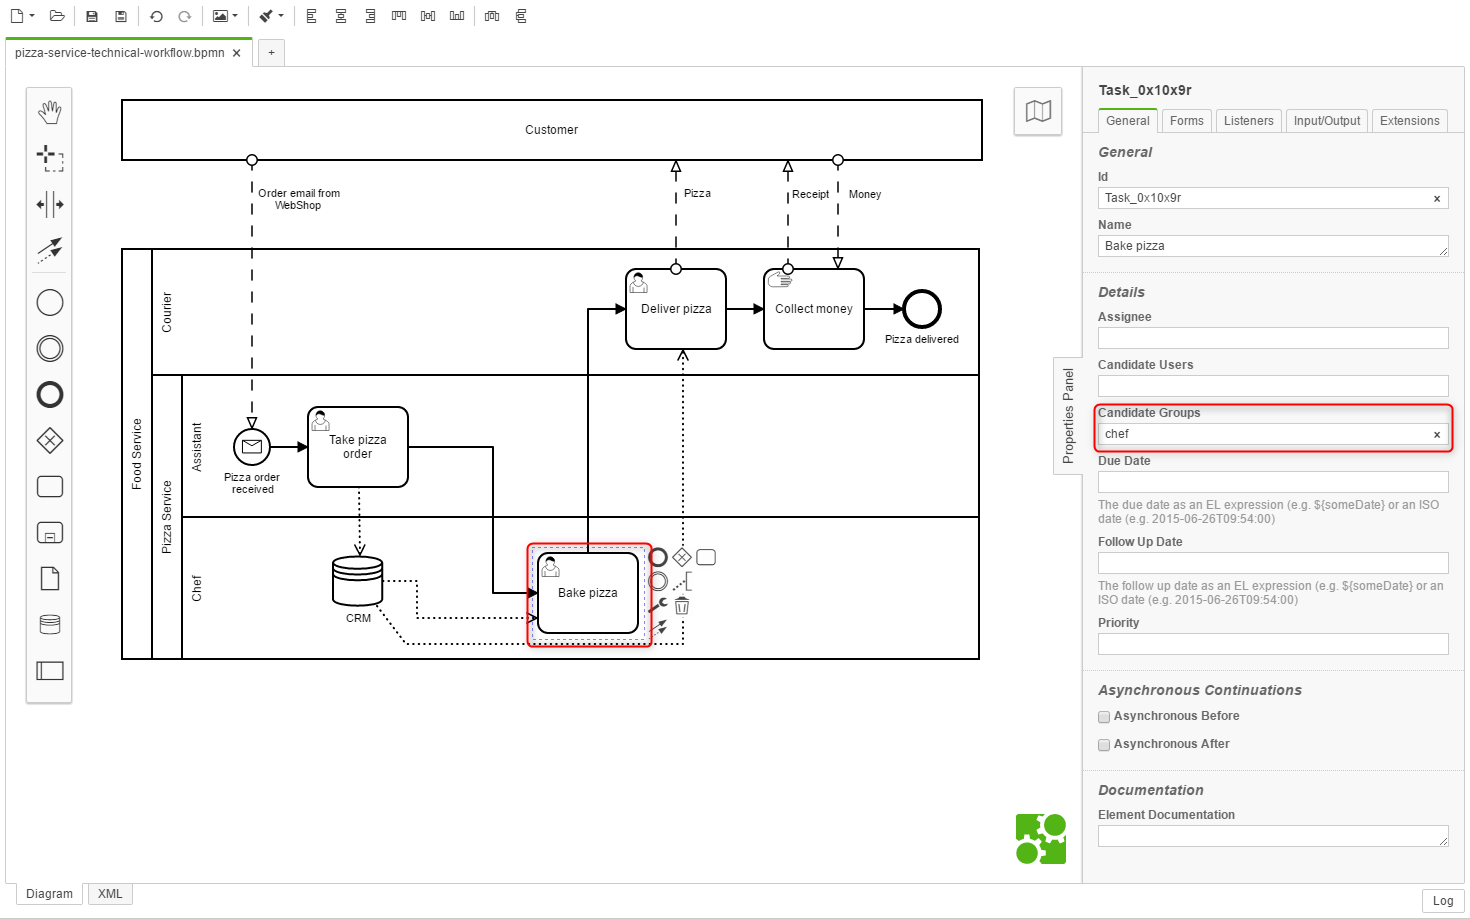 pizza-service-technical-workflow.bpmn ×
+
Customer
Order email from
WebShop
Pizza
Receipt
Money
Food Service
Courier
Deliver pizza
Collect money
Pizza delivered
Pizza Service
Assistant
Take pizza
order
Pizza order
received
Chef
CRM
Bake pizza
Properties Panel
Task_0x10x9r
General
Forms
Listeners
Input/Output
Extensions
General
Id
Task_0x10x9r ×
Name
Bake pizza
Details
Assignee
Candidate Users
Candidate Groups
chef ×
Due Date
The due date as an EL expression (e.g. ${someDate} or an ISO
date (e.g. 2015-06-26T09:54:00)
Follow Up Date
The follow up date as an EL expression (e.g. ${someDate} or an
ISO date (e.g. 2015-06-26T09:54:00)
Priority
Asynchronous Continuations
Asynchronous Before
Asynchronous After
Documentation
Element Documentation
Diagram
XML
Log